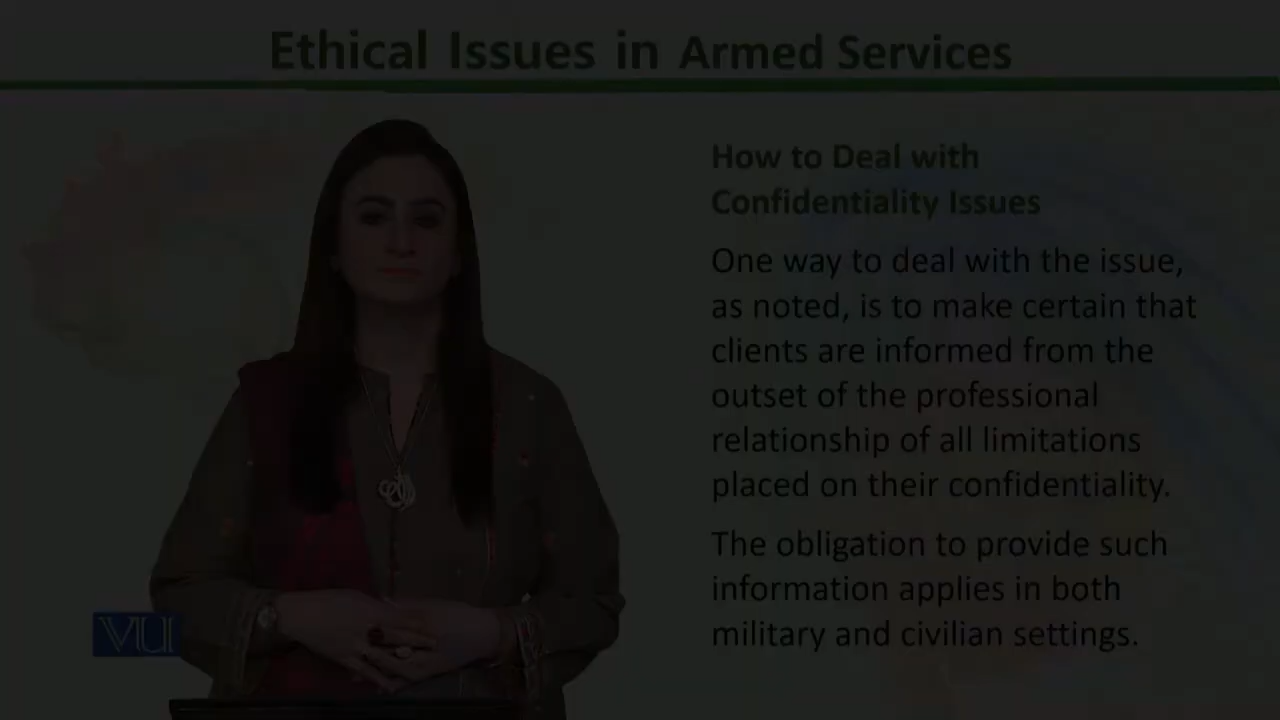 Ethical Issues in Armed Services
How to Deal with
Confidentiality Issues
One way to deal with the issue,
as noted, is to make certain that
clients are informed from the
outset of the professional
relationship of all limitations
placed on their confidentiality.
The obligation to provide such
information applies in both
military and civilian settings.
VU